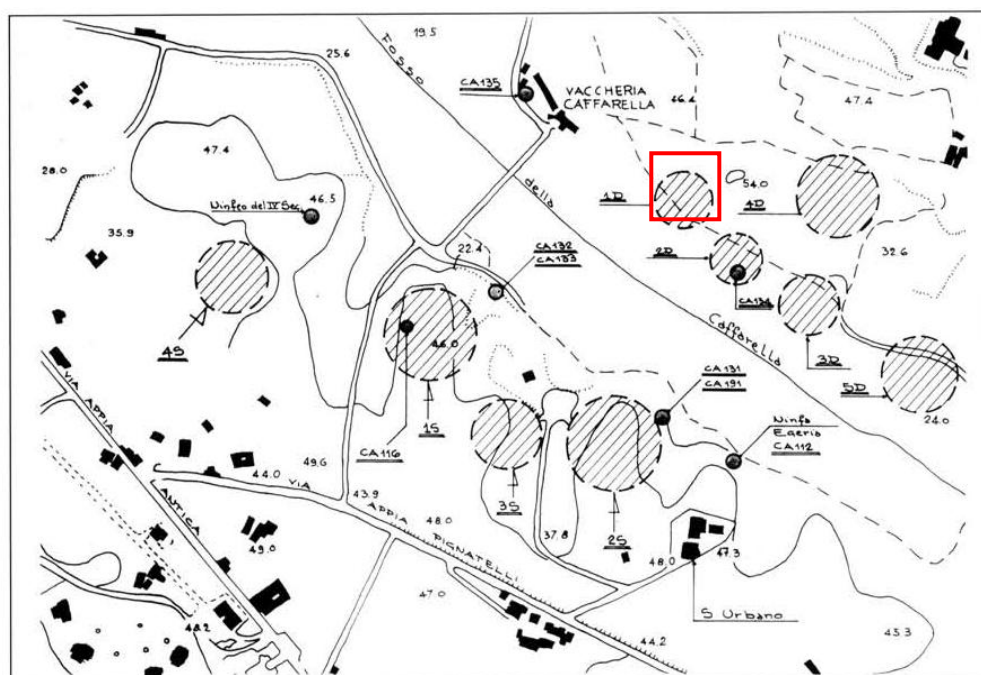 19.5
25.6
FOSSO
CA135
VACCHERIA
CAFFARELLA
47.4
47.4
28.0
46.5
Ninfeo del IV Sec.
1D
54.0
4D
della
35.9
22.4
CA132
CA133
2D
CA134
32.6
4S
46.0
Caffarella
3D
5D
VIA
APPIA
ANTICA
1S
CA131
CA191
24.0
Ninfa
Egeria
CA112
CA116
49.6
44.0
VIA
43.9
APPIA
PIGNATELLI
48.0
3S
37.8
2S
49.0
48.0
47.3
47.0
S Urbano
48.2
44.2
45.3